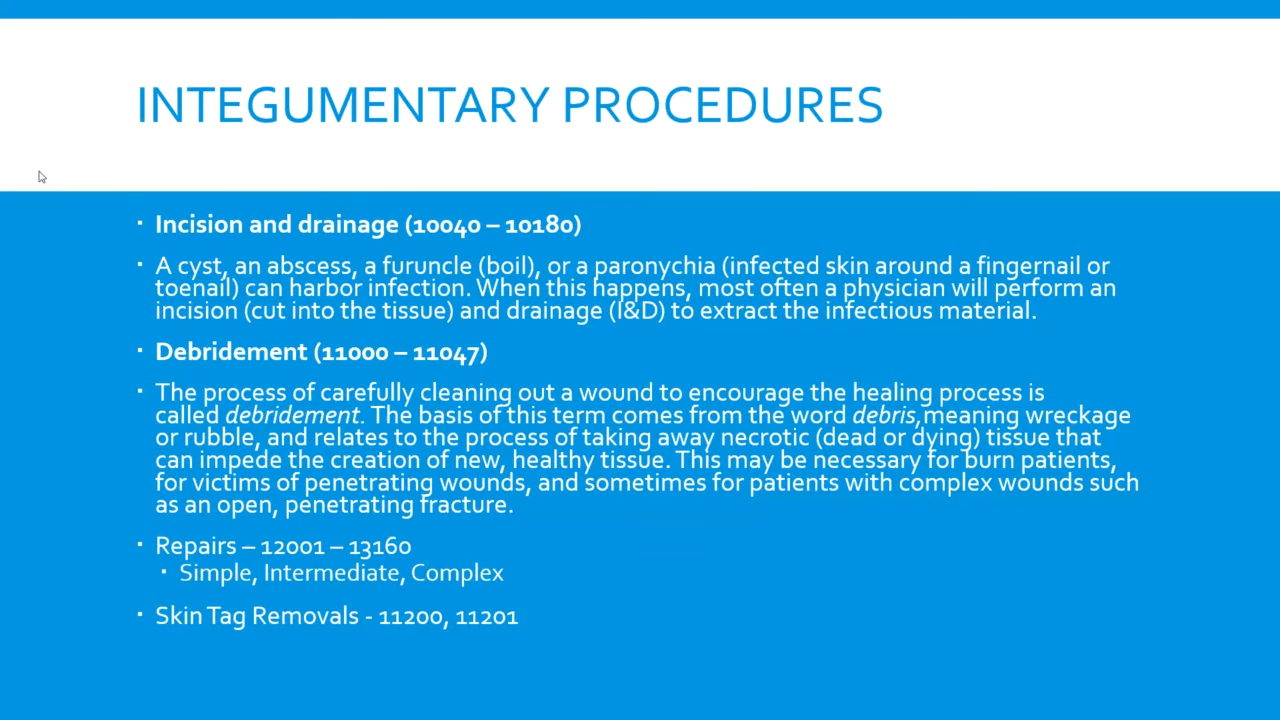 INTEGUMENTARY PROCEDURES
▪ Incision and drainage (10040 – 10180)
▪ A cyst, an abscess, a furuncle (boil), or a paronychia (infected skin around a fingernail or
toenail) can harbor infection. When this happens, most often a physician will perform an
incision (cut into the tissue) and drainage (I&D) to extract the infectious material.
▪ Debridement (11000 – 11047)
▪ The process of carefully cleaning out a wound to encourage the healing process is
called debridement. The basis of this term comes from the word debris,meaning wreckage
or rubble, and relates to the process of taking away necrotic (dead or dying) tissue that
can impede the creation of new, healthy tissue. This may be necessary for burn patients,
for victims of penetrating wounds, and sometimes for patients with complex wounds such
as an open, penetrating fracture.
▪ Repairs – 12001 – 13160
▪ Simple, Intermediate, Complex
▪ Skin Tag Removals - 11200, 11201